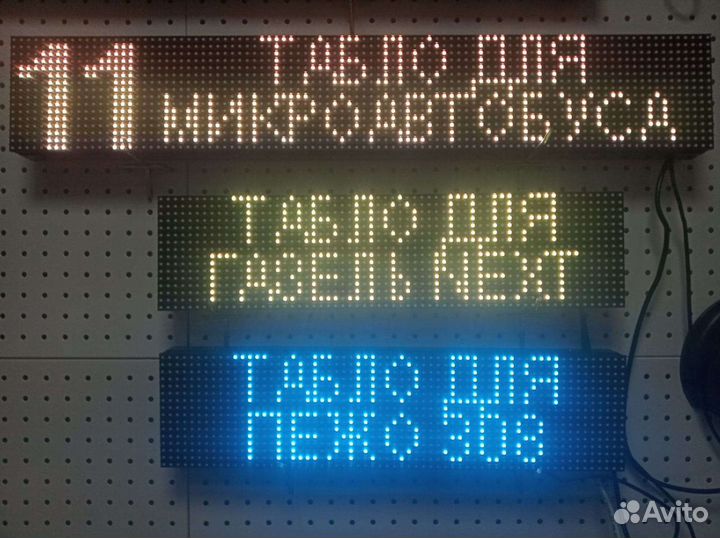 11 ТАБЛО ДЛЯ
МИКРОАВТОБУСА
ТАБЛО ДЛЯ
ГАЗЕЛЬ NEXT
ТАБЛО ДЛЯ
ПЕЖО 308
Avito